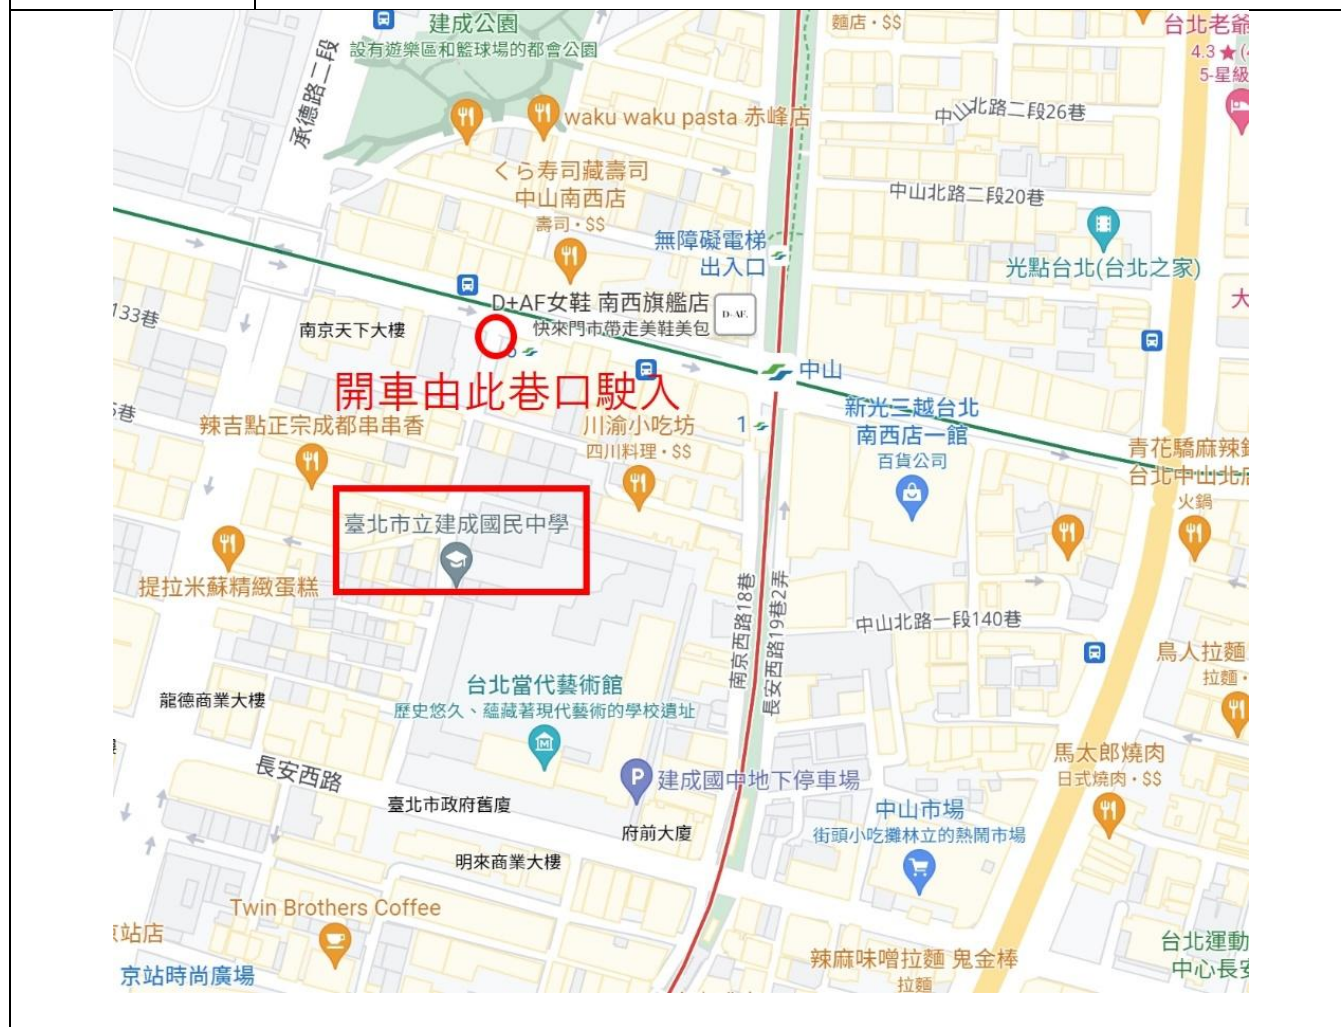 建成公園
設有遊樂區和籃球場的都會公園
承德路二段
麵店・$$
台北老爺
4.3★
5-星級
waku waku pasta 赤峰店
中山北路二段26巷
くら寿司藏壽司
中山南西店
壽司・$$
中山北路二段20巷
無障礙電梯
出入口
光點台北(台北之家)
大
133巷
南京天下大樓
D+AF女鞋 南西旗艦店
快來門市帶走美鞋美包
D+AF.
中山
開車由此巷口駛入
辣吉點正宗成都串串香
川渝小吃坊
四川料理・$$
1
新光三越台北
南西店一館
百貨公司
青花驕麻辣鍋
台北中山北店
火鍋
臺北市立建成國民中學
提拉米蘇精緻蛋糕
南京西路18巷
長安西路19巷2弄
中山北路一段140巷
鳥人拉麵
拉麵・
龍德商業大樓
台北當代藝術館
歷史悠久、蘊藏著現代藝術的學校遺址
長安西路
臺北市政府舊廈
P
建成國中地下停車場
府前大廈
馬太郎燒肉
日式燒肉・$$
中山市場
街頭小吃攤林立的熱鬧市場
明來商業大樓
Twin Brothers Coffee
京站店
京站時尚廣場
辣麻味噌拉麵 鬼金棒
拉麵
台北運動
中心長安